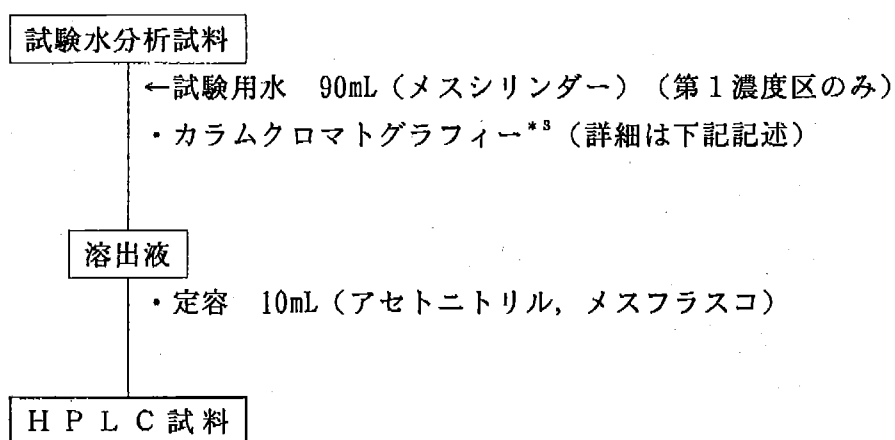 試験水分析試料
←試験用水 90mL(メスシリンダー)(第1濃度区のみ)
・カラムクロマトグラフィー*3(詳細は下記記述)
溶出液
・定容 10mL(アセトニトリル, メスフラスコ)
HPLC試料